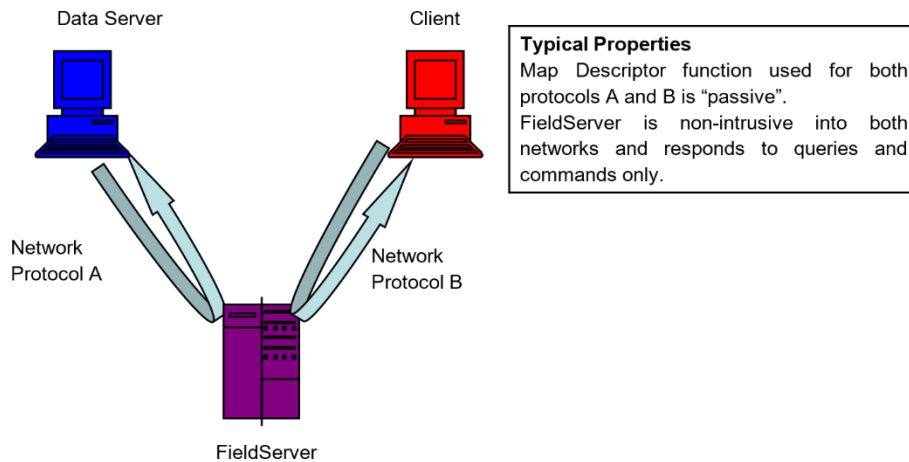 Data Server
Client
Typical Properties
Map Descriptor function used for both
protocols A and B is “passive”.
FieldServer is non-intrusive into both
networks and responds to queries and
commands only.
Network
Protocol A
Network
Protocol B
FieldServer